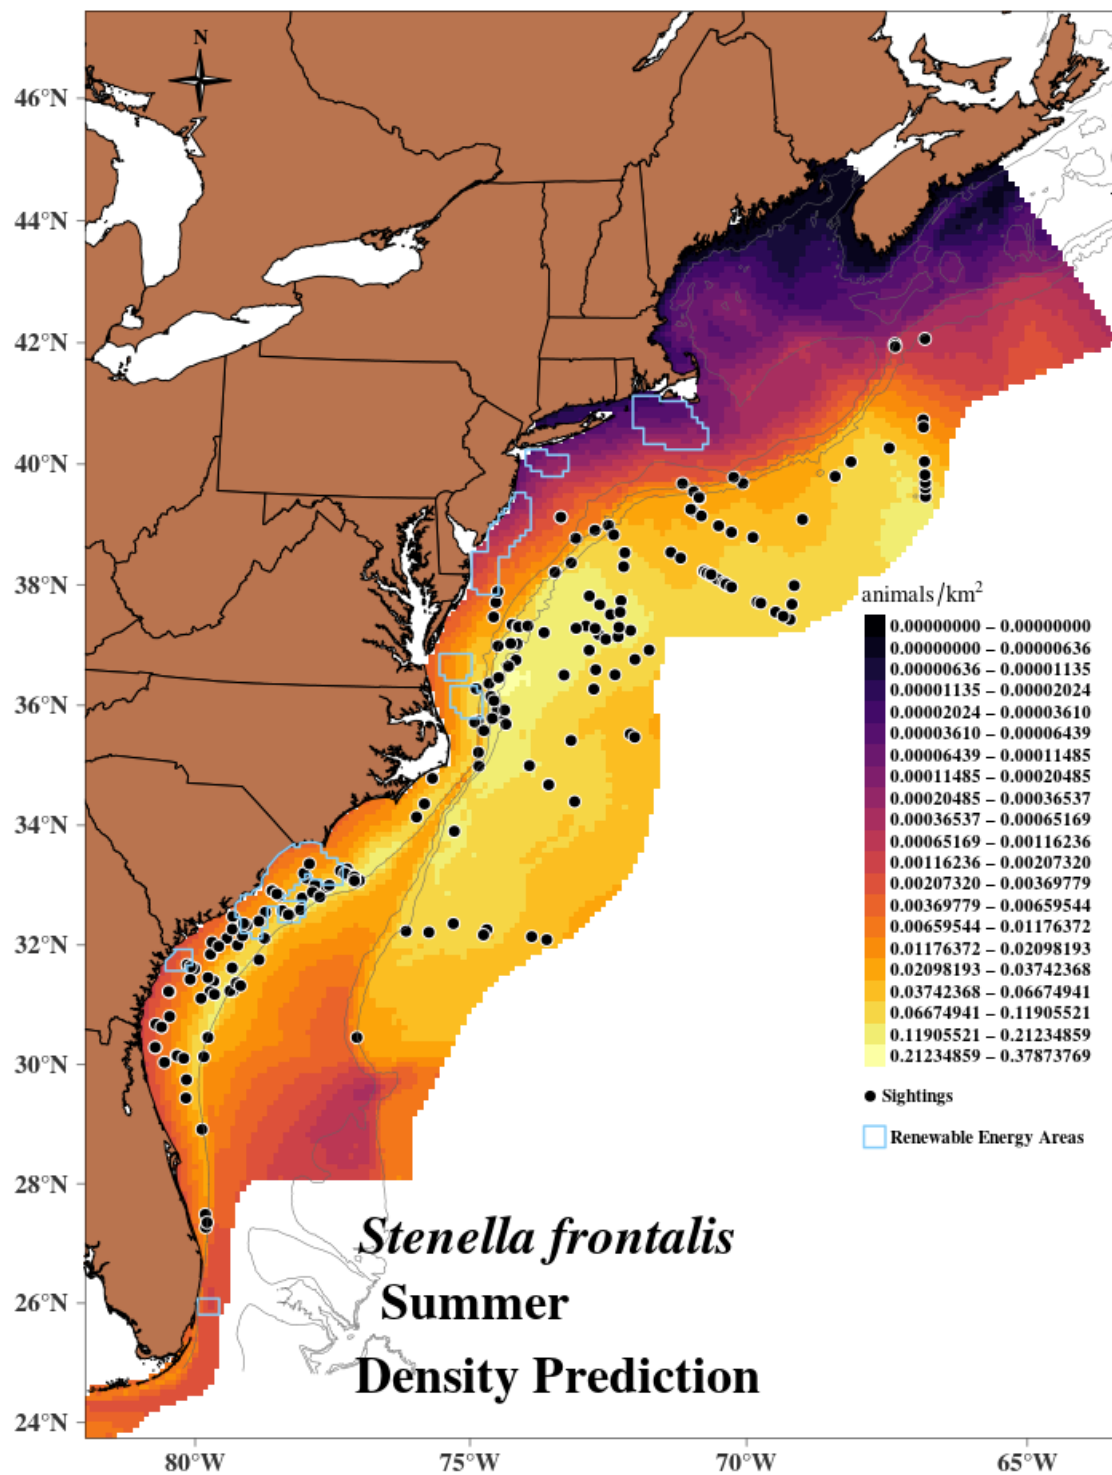 N
46°N
44°N
42°N
40°N
38°N
36°N
34°N
32°N
30°N
28°N
26°N
24°N
80°W
75°W
70°W
65°W
animals/km²
0.00000000 – 0.00000000
0.00000000 – 0.00000636
0.00000636 – 0.00001135
0.00001135 – 0.00002024
0.00002024 – 0.00003610
0.00003610 – 0.00006439
0.00006439 – 0.00011485
0.00011485 – 0.00020485
0.00020485 – 0.00036537
0.00036537 – 0.00065169
0.00065169 – 0.00116236
0.00116236 – 0.00207320
0.00207320 – 0.00369779
0.00369779 – 0.00659544
0.00659544 – 0.01176372
0.01176372 – 0.02098193
0.02098193 – 0.03742368
0.03742368 – 0.06674941
0.06674941 – 0.11905521
0.11905521 – 0.21234859
0.21234859 – 0.37873769
Sightings
Renewable Energy Areas
Stenella frontalis
Summer
Density Prediction